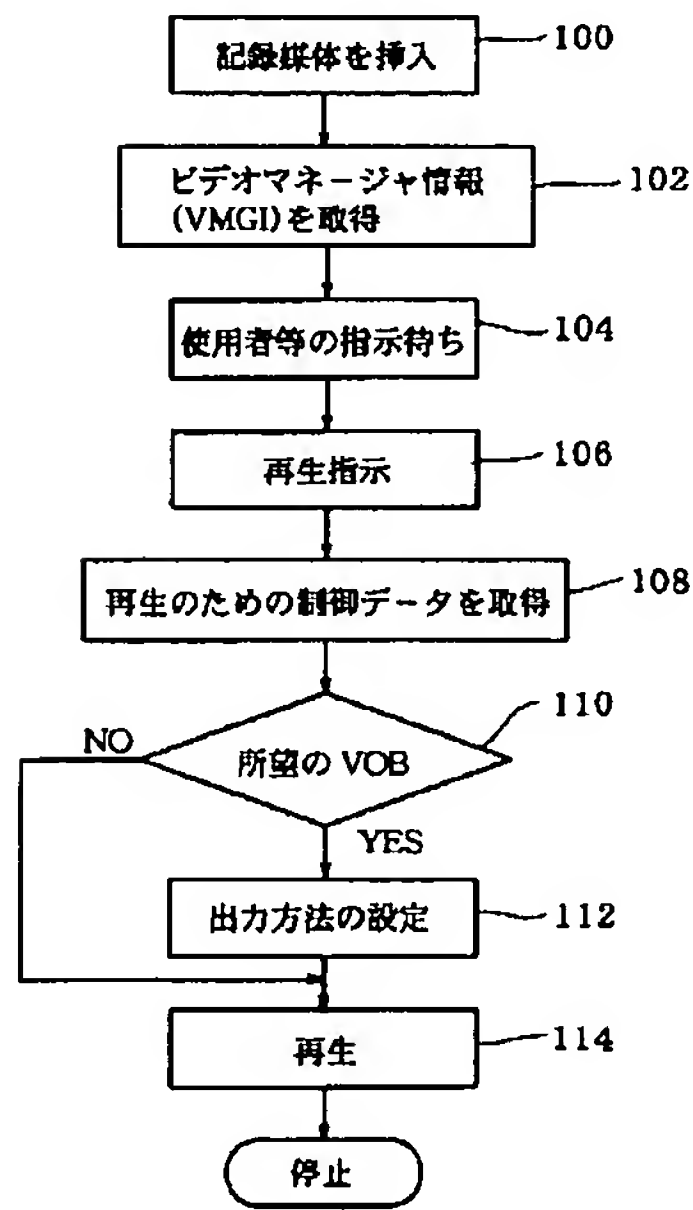 記録媒体を挿入
100
ビデオマネージャ情報
(VMGI)を取得
102
使用者等の指示待ち
104
再生指示
106
再生のための制御データを取得
108
所望の VOB
110
NO
YES
出力方法の設定
112
再生
114
停止